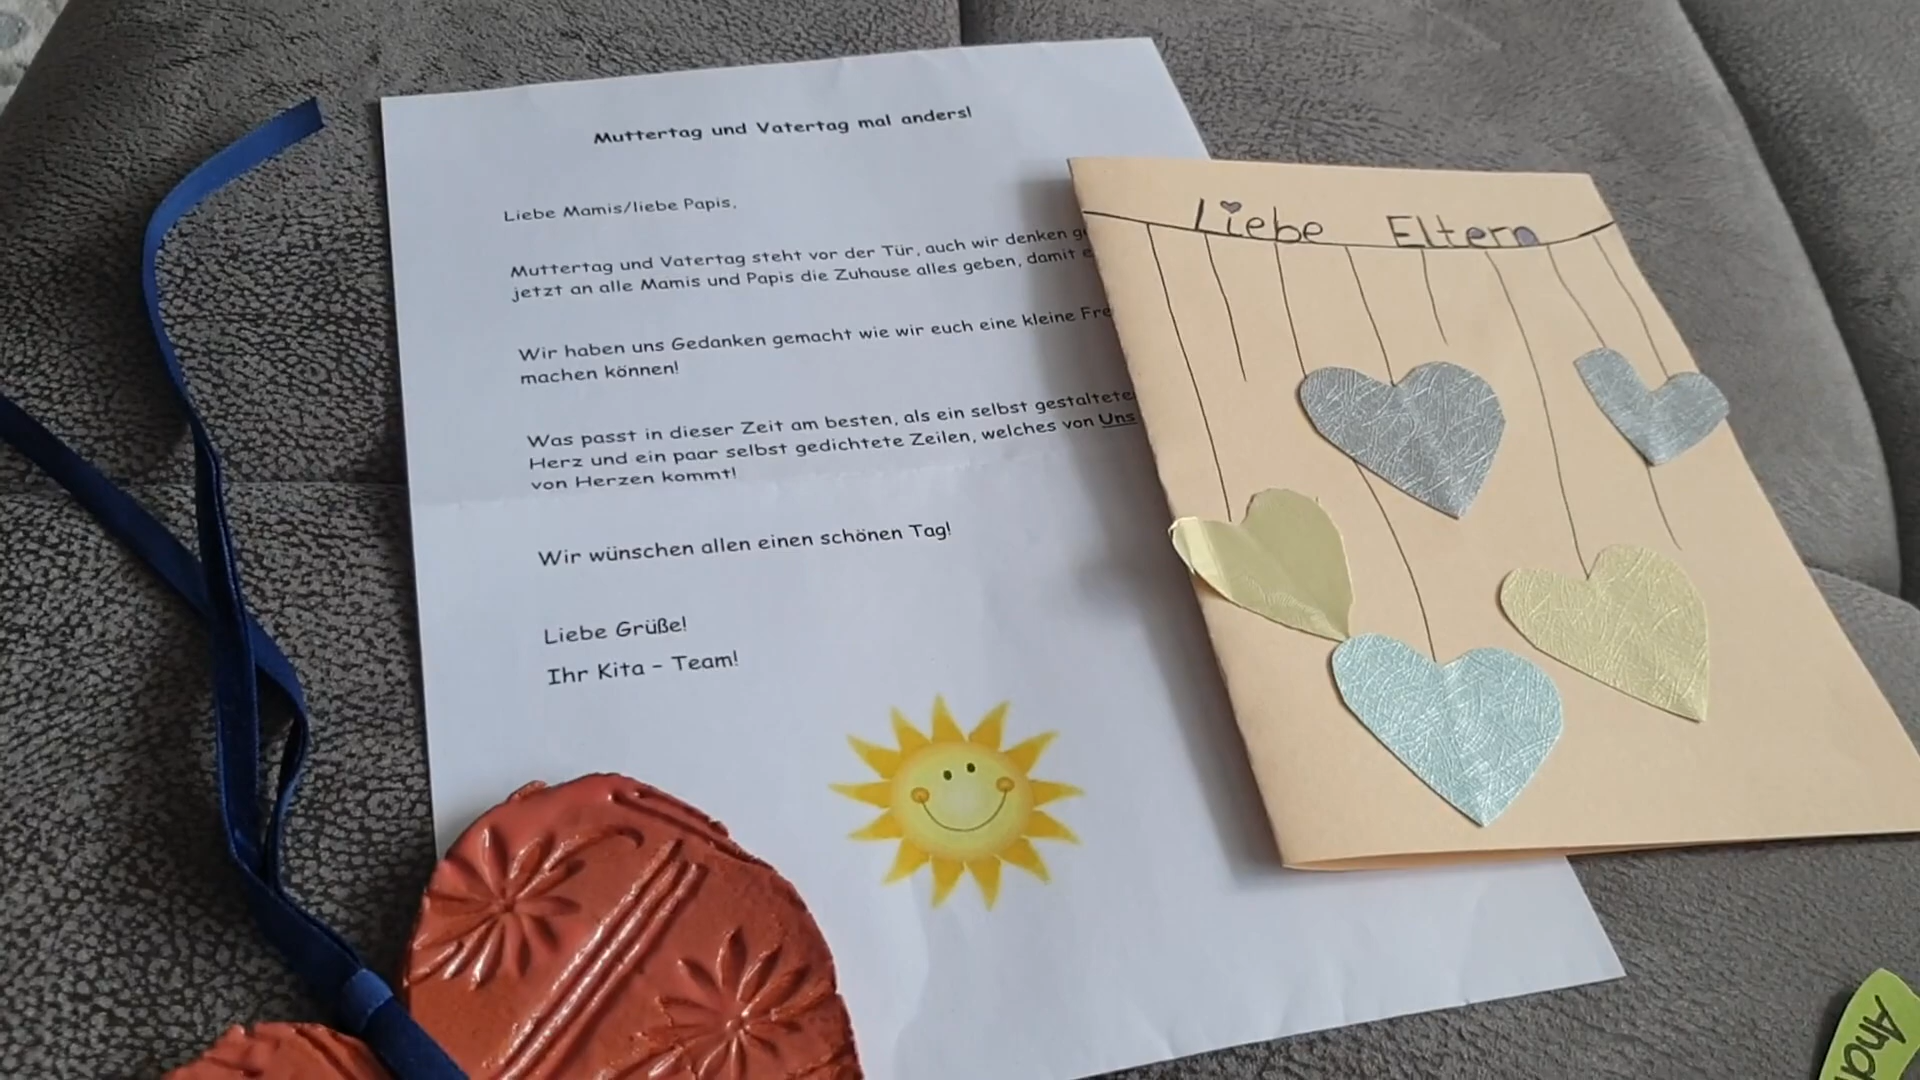 Muttertag und Vatertag mal anders!
Liebe Mamis/liebe Papis,
Muttertag und Vatertag steht vor der Tür, auch wir denken
jetzt an alle Mamis und Papis die Zuhause alles geben, damit
Wir haben uns Gedanken gemacht wie wir euch eine kleine
machen können!
Was passt in dieser Zeit am besten, als ein selbst
Herz und ein paar selbst gedichtete Zeilen, welches von Uns
von Herzen kommt!
Wir wünschen allen einen schönen Tag!
Liebe Grüße!
Ihr Kita - Team!
Liebe Eltern